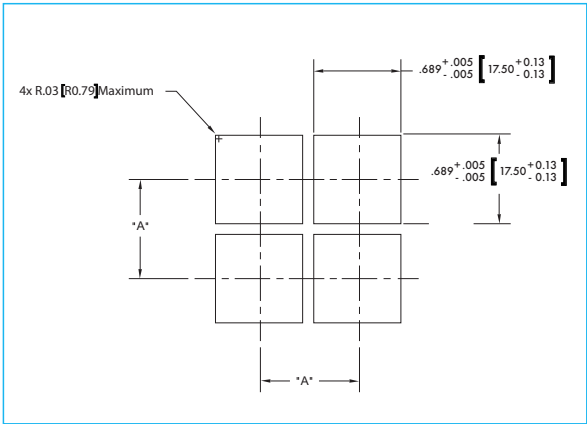 .689 +.005 - .005 [17.50 +0.13 - 0.13]
4x R.03 [R0.79] Maximum
.689 +.005 - .005 [17.50 +0.13 - 0.13]
"A"
"A"